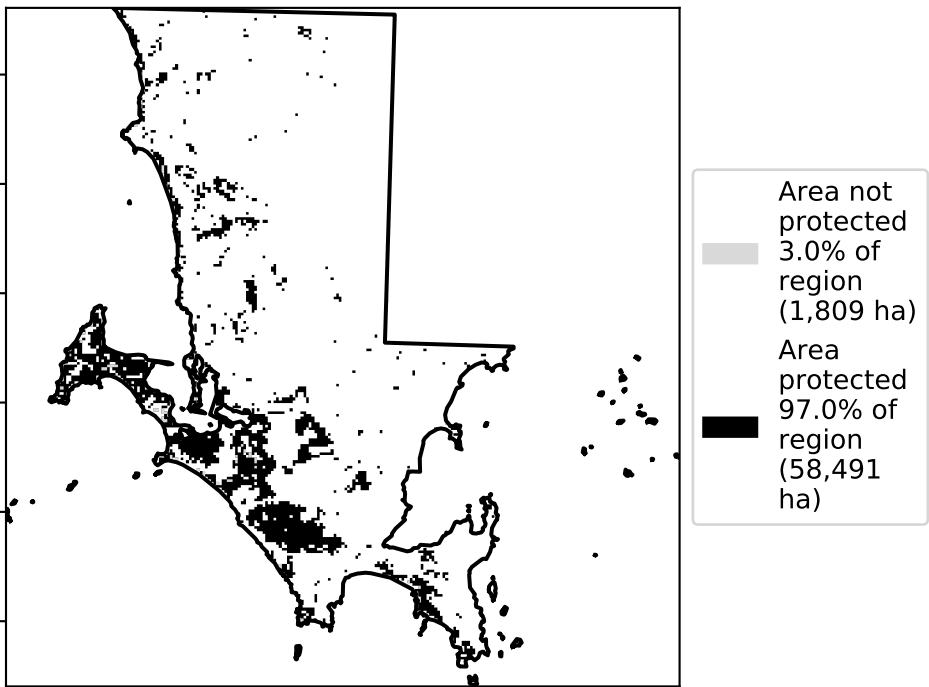 Area not
protected
3.0% of
region
(1,809 ha)
Area
protected
97.0% of
region
(58,491
ha)